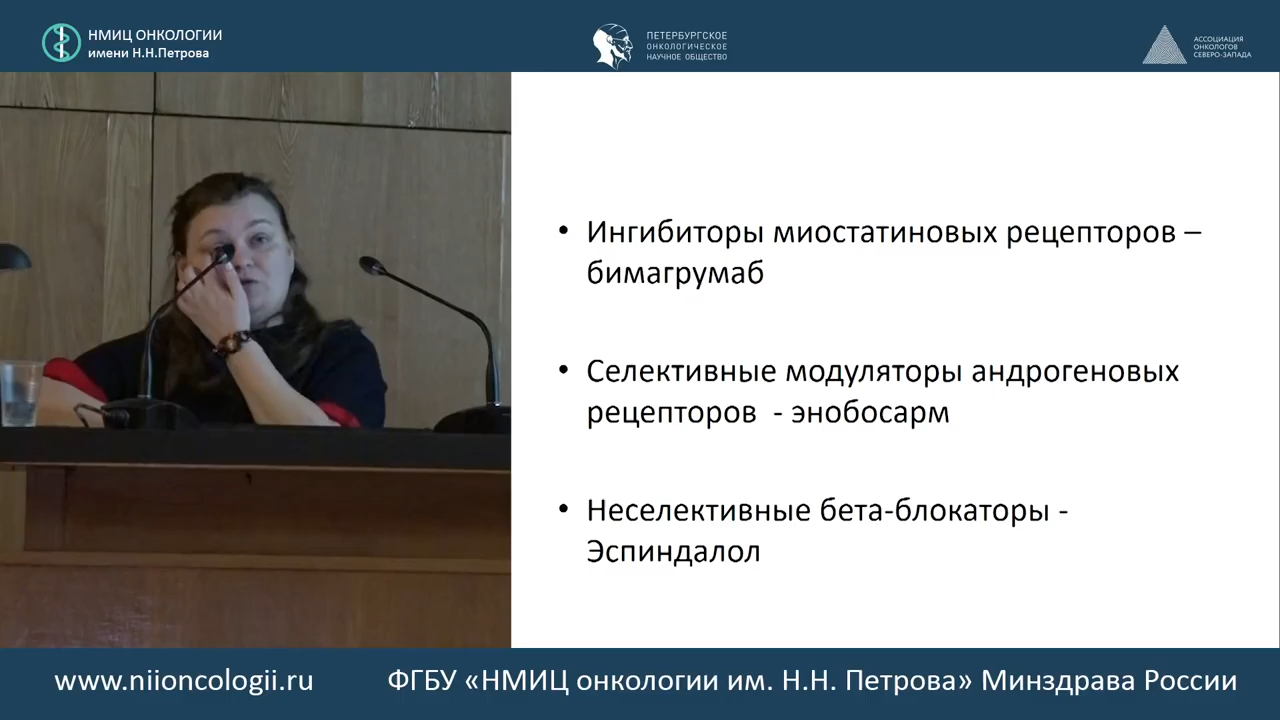 НМИЦ ОНКОЛОГИИ
имени Н.Н.Петрова
ПЕТЕРБУРГСКОЕ
ОНКОЛОГИЧЕСКОЕ
НАУЧНОЕ ОБЩЕСТВО
АССОЦИАЦИЯ
ОНКОЛОГОВ
СЕВЕРО-ЗАПАДА
• Ингибиторы миостатиновых рецепторов –
бимагрумаб
• Селективные модуляторы андрогеновых
рецепторов  - энобосарм
• Неселективные бета-блокаторы -
Эспиндалол
www.niioncologii.ru
ФГБУ «НМИЦ онкологии им. Н.Н. Петрова» Минздрава России